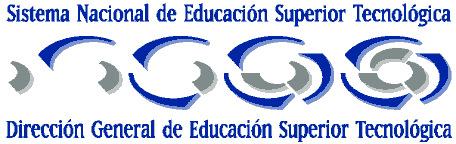 Sistema Nacional de Educación Superior Tecnológica
Dirección General de Educación Superior Tecnológica